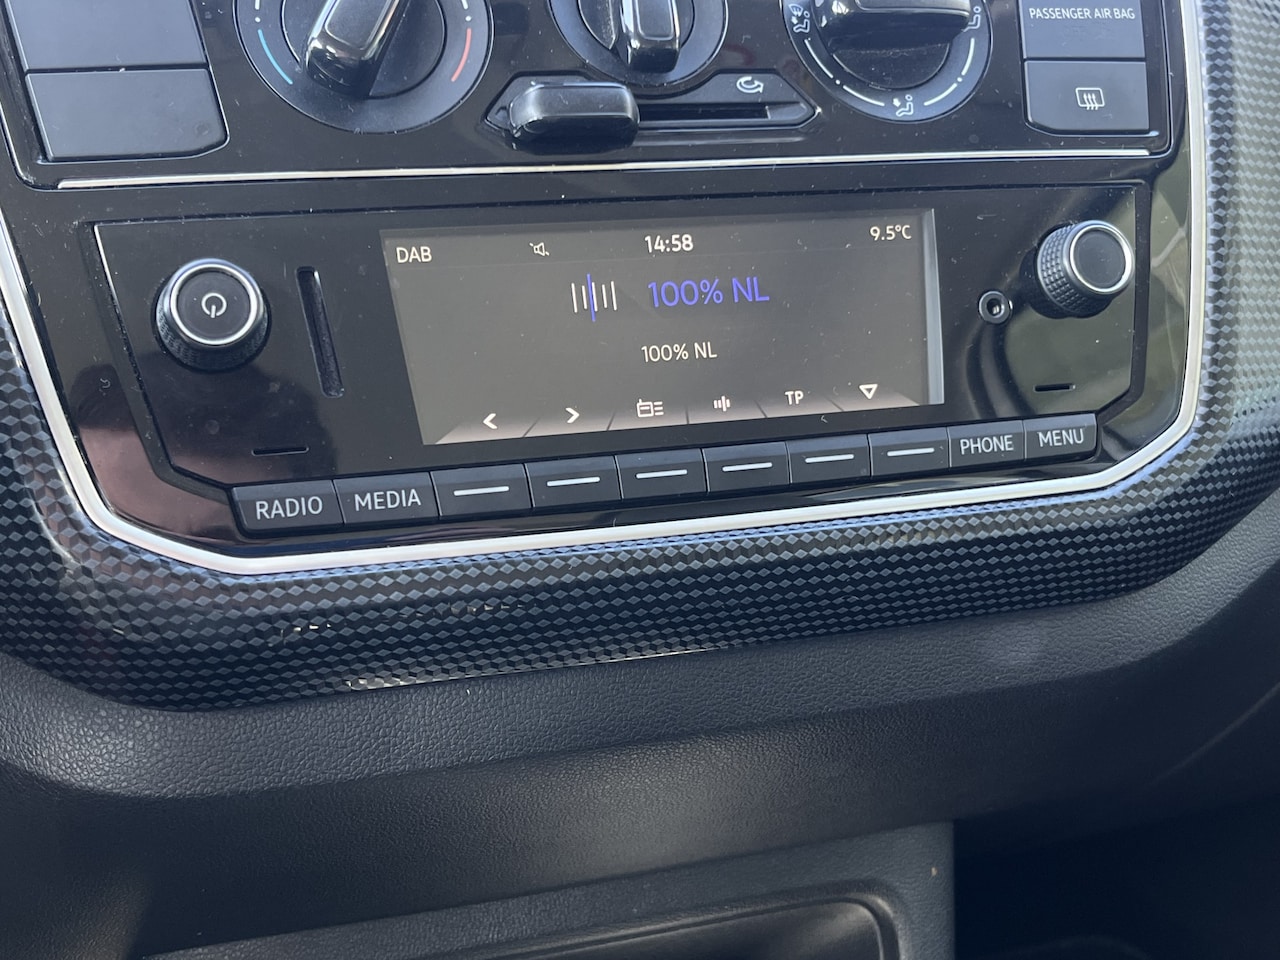 PASSENGER AIR BAG
DAB 14:58 9.5°C
100% NL
100% NL
TP
RADIO MEDIA PHONE MENU